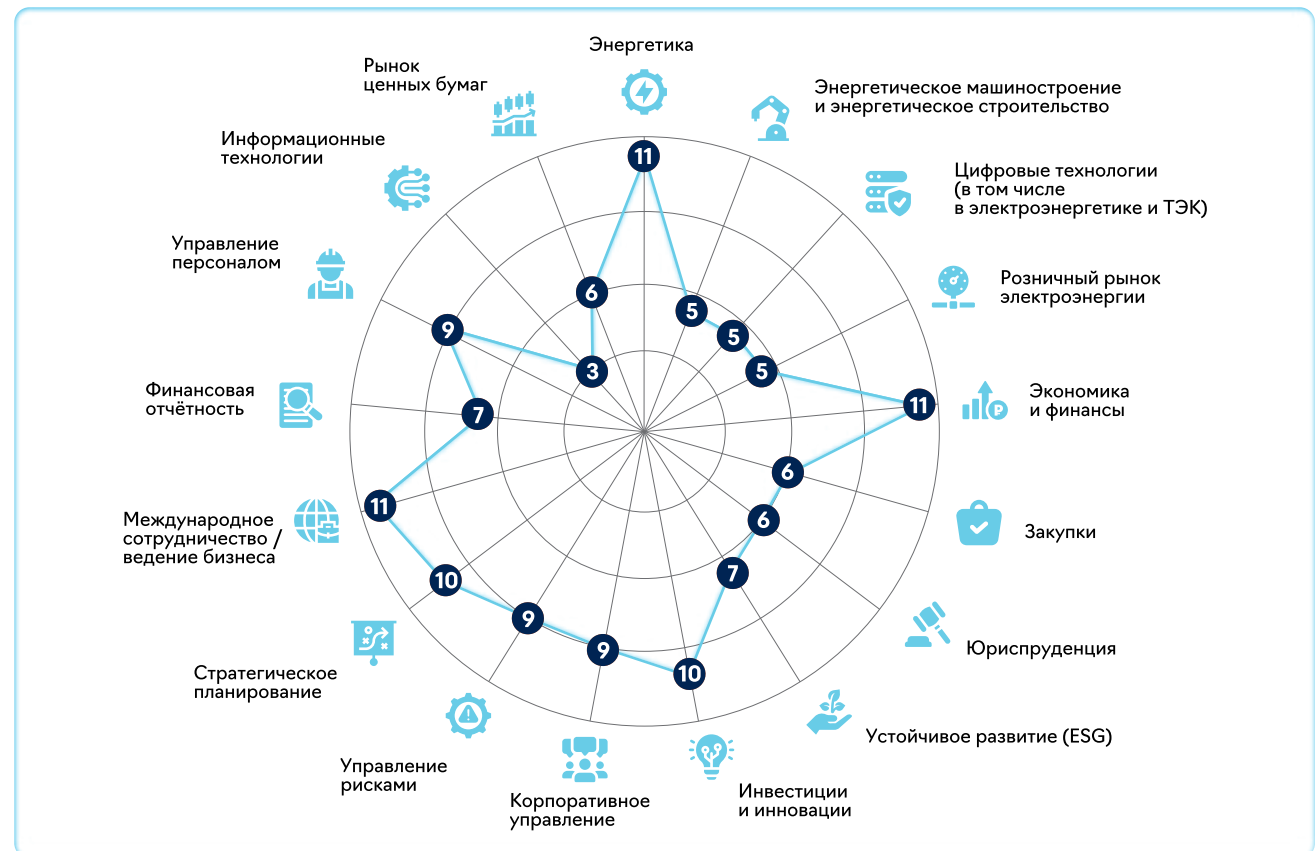 Энергетика
Энергетическое машиностроение
и энергетическое строительство
Цифровые технологии
(в том числе
в электроэнергетике и ТЭК)
Розничный рынок
электроэнергии
Экономика
и финансы
Закупки
Юриспруденция
Устойчивое развитие (ESG)
Инвестиции
и инновации
Корпоративное
управление
Управление
рисками
Стратегическое
планирование
Международное
сотрудничество /
ведение бизнеса
Финансовая
отчётность
Управление
персоналом
Информационные
технологии
Рынок
ценных бумаг
11
5
5
5
11
6
6
7
10
9
9
10
11
7
9
3
6
₽